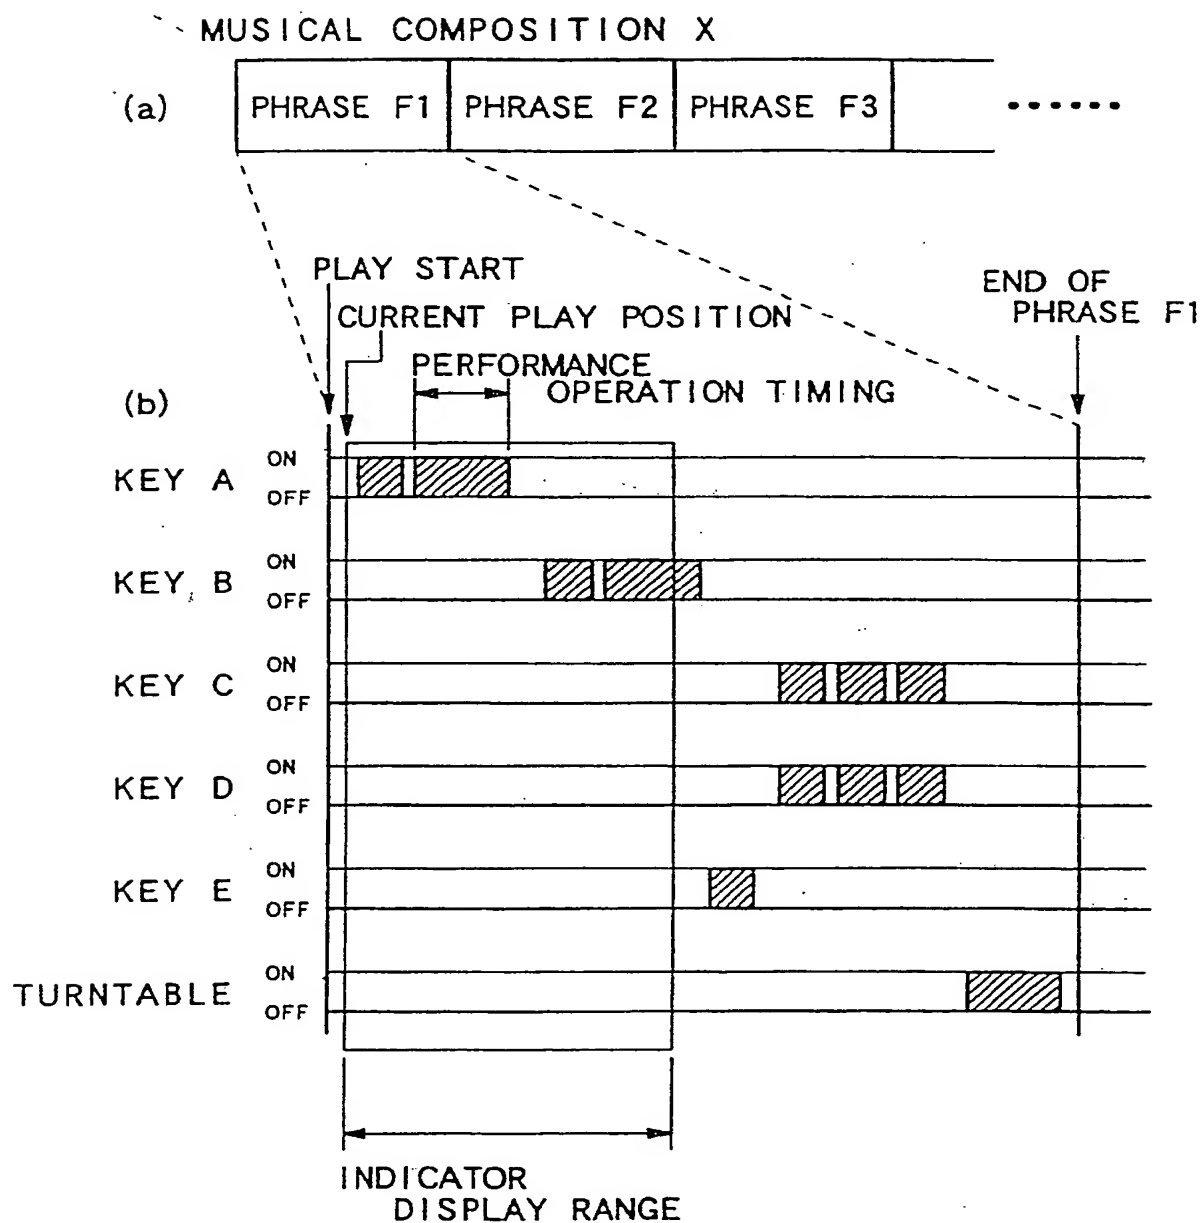 MUSICAL COMPOSITION X
(a)
PHRASE F1
PHRASE F2
PHRASE F3
PLAY START
CURRENT PLAY POSITION
PERFORMANCE
OPERATION TIMING
END OF
PHRASE F1
(b)
KEY A
ON
OFF
KEY B
ON
OFF
KEY C
ON
OFF
KEY D
ON
OFF
KEY E
ON
OFF
TURNTABLE
ON
OFF
INDICATOR
DISPLAY RANGE